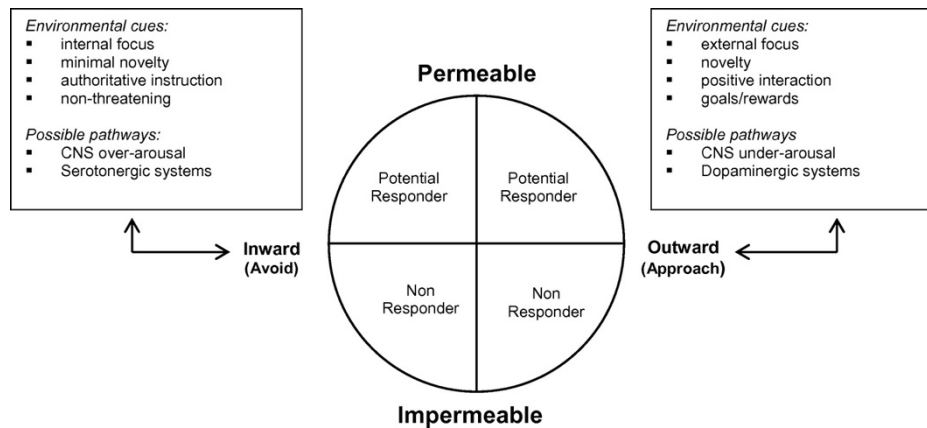 Environmental cues:
▪ internal focus
▪ minimal novelty
▪ authoritative instruction
▪ non-threatening
Possible pathways:
▪ CNS over-arousal
▪ Serotonergic systems
Environmental cues:
▪ external focus
▪ novelty
▪ positive interaction
▪ goals/rewards
Possible pathways
▪ CNS under-arousal
▪ Dopaminergic systems
Permeable
Potential
Responder
Potential
Responder
Inward
(Avoid)
Outward
(Approach)
Non
Responder
Non
Responder
Impermeable